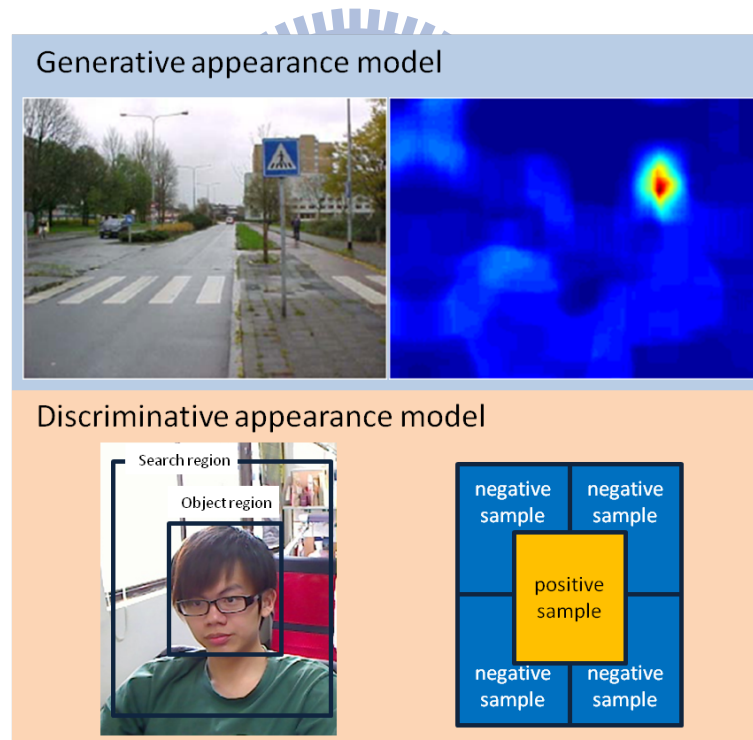 Generative appearance model
Discriminative appearance model
Search region
Object region
negative
sample
negative
sample
positive
sample
negative
sample
negative
sample